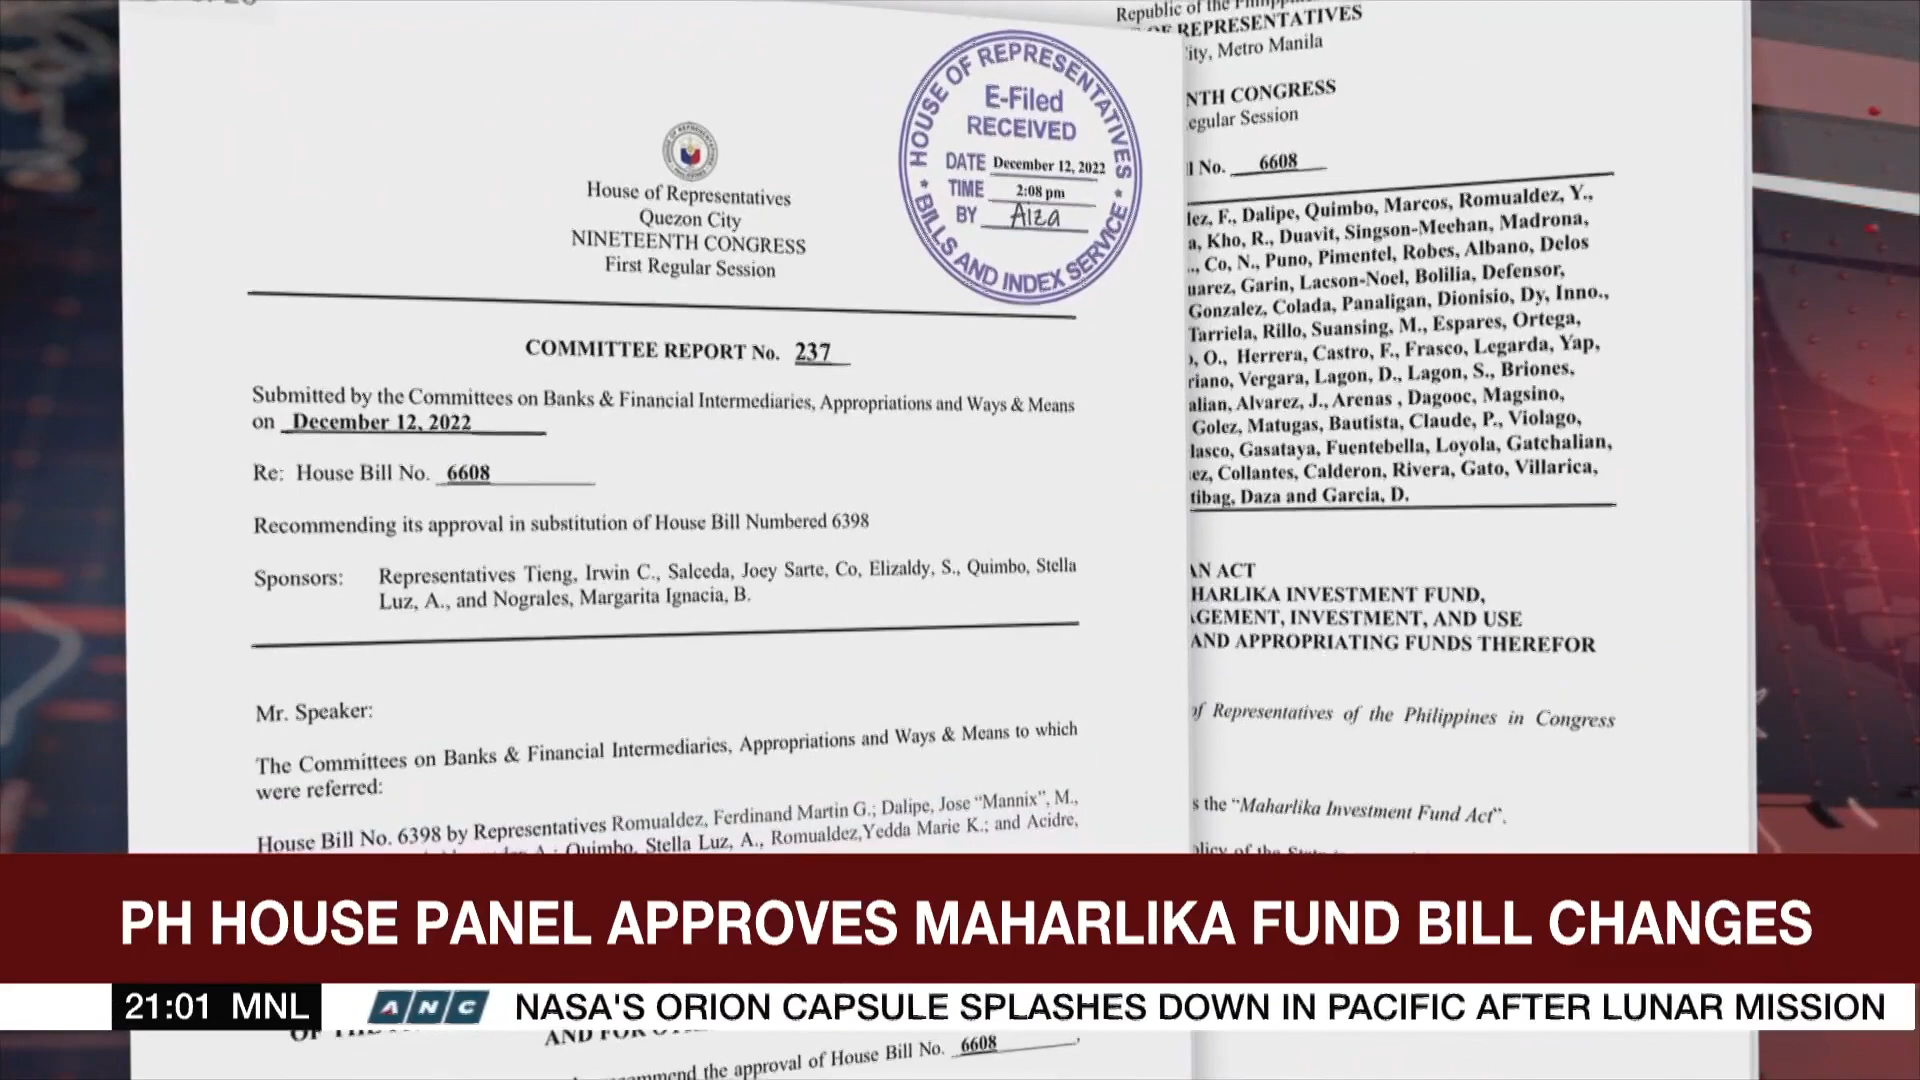 House of Representatives
Quezon City
NINETEENTH CONGRESS
First Regular Session
HOUSE OF REPRESENTATIVES
E-Filed
RECEIVED
DATE December 12, 2022
TIME 2:08 pm
BY Aiza
* BILLS AND INDEX SERVICE *
COMMITTEE REPORT No. 237
Submitted by the Committees on Banks & Financial Intermediaries, Appropriations and Ways & Means
on December 12, 2022
Re: House Bill No. 6608
Recommending its approval in substitution of House Bill Numbered 6398
Sponsors: Representatives Tieng, Irwin C., Salceda, Joey Sarte, Co, Elizaldy, S., Quimbo, Stella
Luz, A., and Nograles, Margarita Ignacia, B.
Mr. Speaker:
The Committees on Banks & Financial Intermediaries, Appropriations and Ways & Means to which
were referred:
House Bill No. 6398 by Representatives Romualdez, Ferdinand Martin G.; Dalipe, Jose “Mannix”, M.,
A.; Quimbo, Stella Luz, A., Romualdez,Yedda Marie K.; and Acidre,
Republic of the
OF REPRESENTATIVES
Metro Manila
CONGRESS
Session
No. 6608
F., Dalipe, Quimbo, Marcos, Romualdez, Y.,
Kho, R., Duavit, Singson-Meehan, Madrona,
Co, N., Puno, Pimentel, Robes, Albano, Delos
Garin, Lacson-Noel, Bolilia, Defensor,
Gonzalez, Colada, Panaligan, Dionisio, Dy, Inno.,
Tarriela, Rillo, Suansing, M., Espares, Ortega,
O., Herrera, Castro, F., Frasco, Legarda, Yap,
Vergara, Lagon, D., Lagon, S., Briones,
Alvarez, J., Arenas , Dagooc, Magsino,
Golez, Matugas, Bautista, Claude, P., Violago,
Gasataya, Fuentebella, Loyola, Gatchalian,
Collantes, Calderon, Rivera, Gato, Villarica,
Daza and Garcia, D.
AN ACT
INVESTMENT FUND,
INVESTMENT, AND USE
AND APPROPRIATING FUNDS THEREFOR
of Representatives of the Philippines in Congress
the “Maharlika Investment Fund Act”.
of the
PH HOUSE PANEL APPROVES MAHARLIKA FUND BILL CHANGES
21:01 MNL
ANC
NASA'S ORION CAPSULE SPLASHES DOWN IN PACIFIC AFTER LUNAR MISSION
AND FOR
the approval of House Bill No. 6608